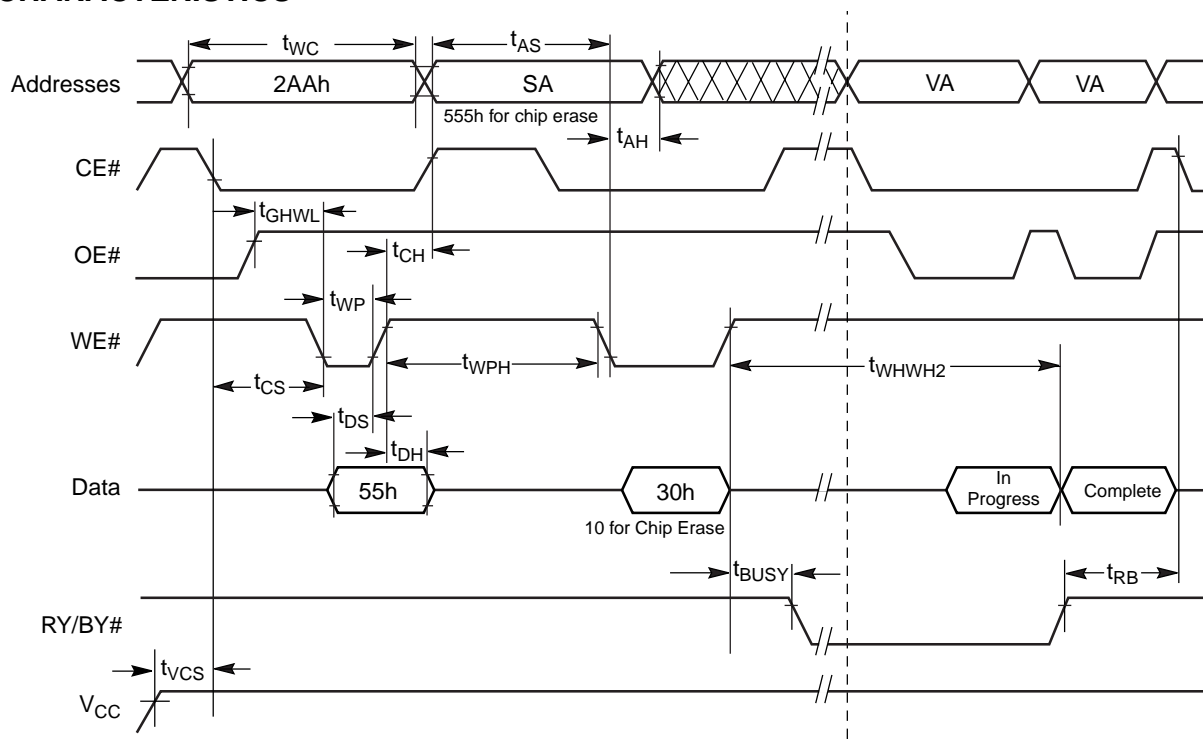 tWC
tAS
Addresses
2AAh
SA
VA
VA
555h for chip erase
tAH
CE#
tGHWL
OE#
tCH
tWP
WE#
tWPH
tWHWH2
tCS
tDS
tDH
Data
55h
30h
In
Progress
Complete
10 for Chip Erase
tBUSY
tRB
RY/BY#
tVCS
VCC